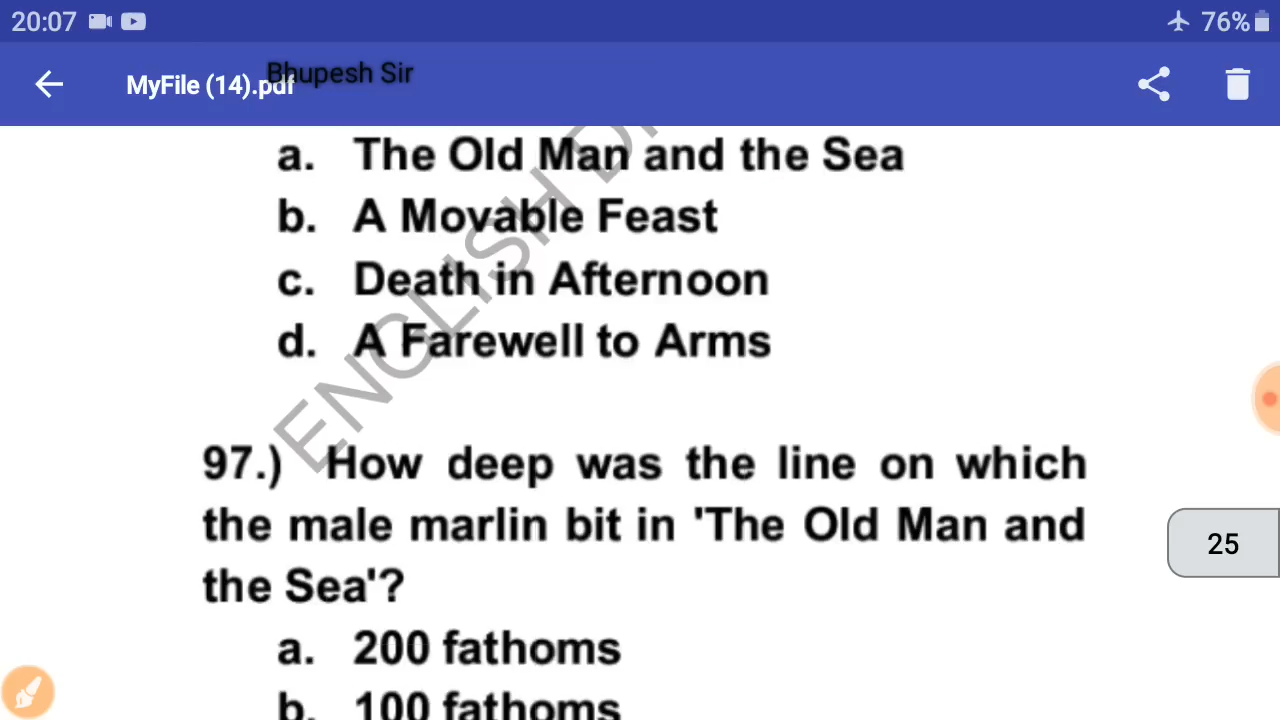 20:07
76%
MyFile (14).pdf
Bhupesh Sir
a. The Old Man and the Sea
b. A Movable Feast
c. Death in Afternoon
d. A Farewell to Arms
ENGLISH
97.) How deep was the line on which
the male marlin bit in 'The Old Man and
the Sea'?
25
a. 200 fathoms
b. 100 fathoms